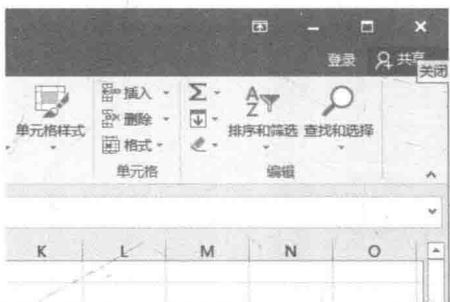 登录 共享
关闭
插入
Σ
A
Z
单元格样式
删除
排序和筛选 查找和选择
格式
单元格
编辑
K L M N O